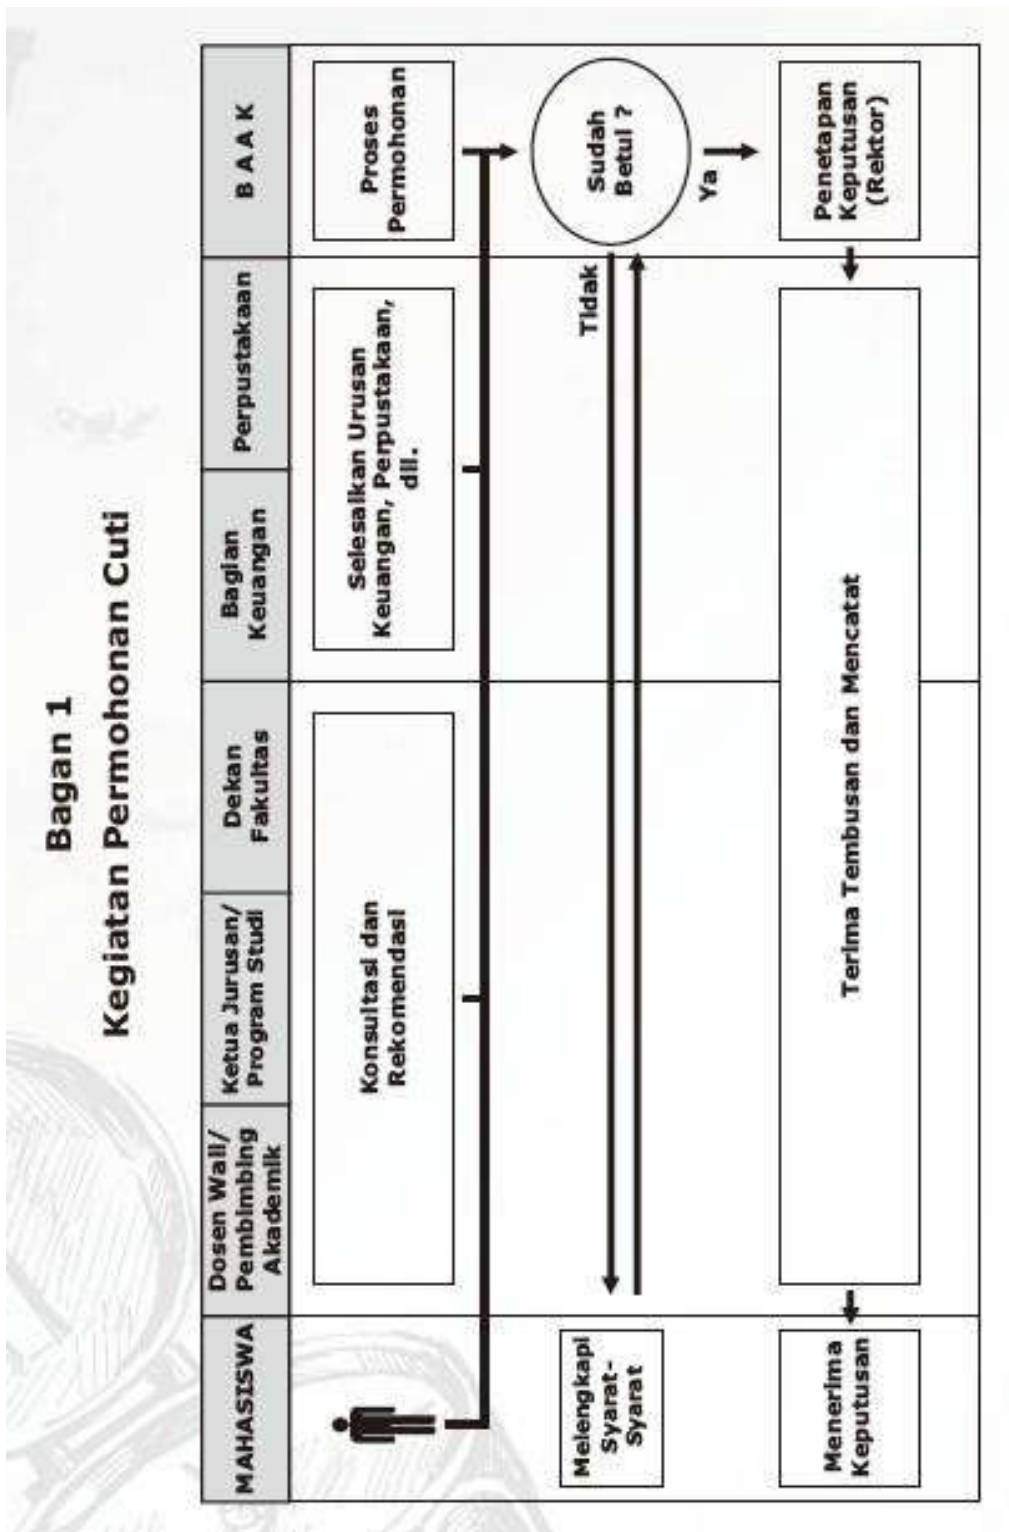 Bagan 1
Kegiatan Permohonan Cuti
MAHASISWA
Dosen Wali/
Pembimbing
Akademik
Ketua Jurusan/
Program Studi
Dekan
Fakultas
Bagian
Keuangan
Perpustakaan
B A A K
Konsultasi dan
Rekomendasi
Selesaikan Urusan
Keuangan, Perpustakaan,
dll.
Proses
Permohonan
Melengkapi
Syarat-
Syarat
Tidak
Sudah
Betul ?
Ya
Menerima
Keputusan
Terima Tembusan dan Mencatat
Penetapan
Keputusan
(Rektor)